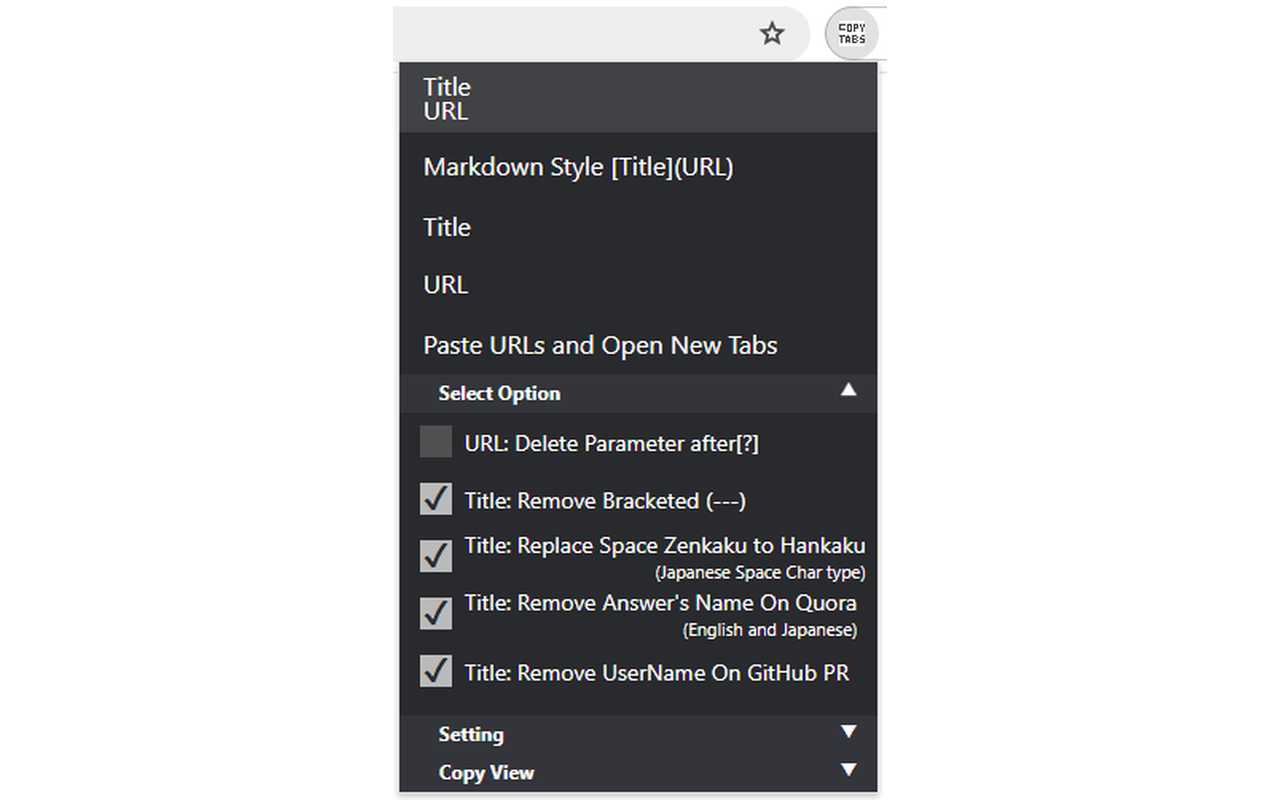 COPY
TABS
Title
URL
Markdown Style [Title](URL)
Title
URL
Paste URLs and Open New Tabs
Select Option
URL: Delete Parameter after[?]
Title: Remove Bracketed (---)
Title: Replace Space Zenkaku to Hankaku
(Japanese Space Char type)
Title: Remove Answer's Name On Quora
(English and Japanese)
Title: Remove UserName On GitHub PR
Setting
Copy View